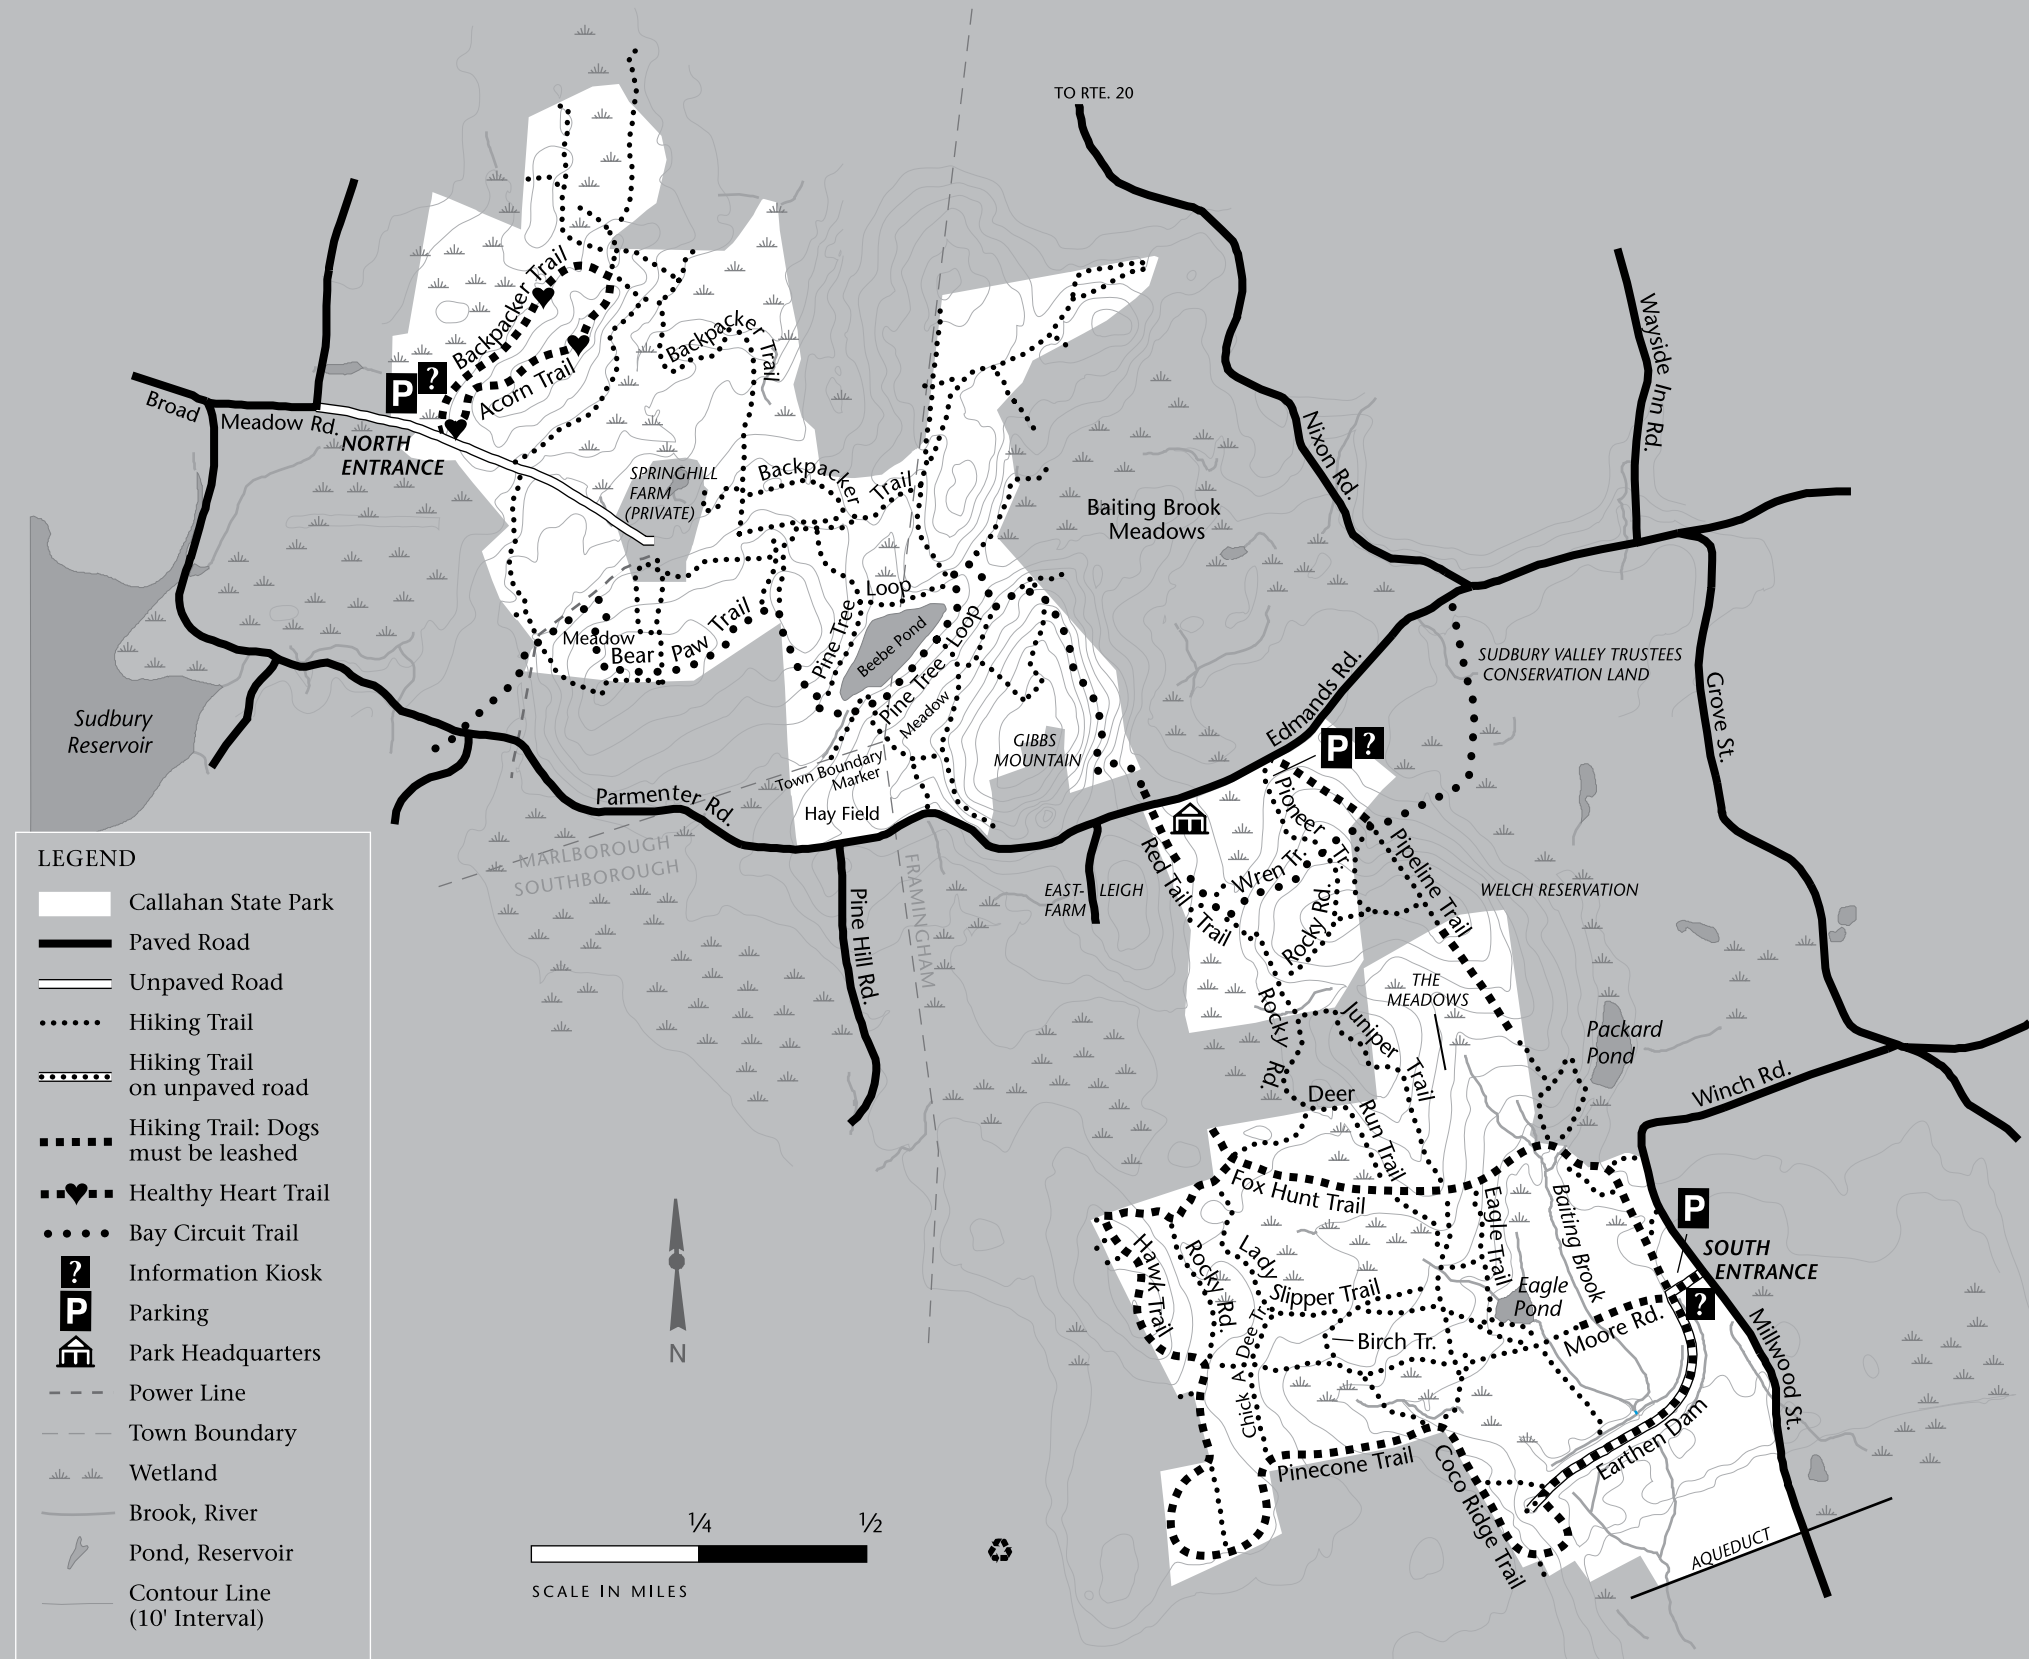 TO RTE. 20
Backpacker Trail
Acorn Trail
Backpacker Trail
P
?
Broad Meadow Rd.
NORTH
ENTRANCE
SPRINGHILL
FARM
(PRIVATE)
Backpacker Trail
Nixon Rd.
Wayside Inn Rd.
Baiting Brook
Meadows
Meadow
Bear Paw Trail
Pine Tree Loop
Beebe Pond
Pine Tree Loop
Meadow
GIBBS
MOUNTAIN
Town Boundary
Marker
Hay Field
Parmenter Rd.
Sudbury
Reservoir
MARLBOROUGH
SOUTHBOROUGH
FRAMINGHAM
Pine Hill Rd.
Edmands Rd.
P
?
SUDBURY VALLEY TRUSTEES
CONSERVATION LAND
Grove St.
Pioneer Tr.
Wren Tr.
Red Tail Trail
Rocky Rd.
Pipeline Trail
EAST-LEIGH
FARM
WELCH RESERVATION
THE
MEADOWS
Packard
Pond
Rocky Rd.
Juniper Trail
Deer Run Trail
Winch Rd.
Fox Hunt Trail
Hawk Trail
Rocky Rd.
Lady Slipper Trail
Chick A Dee Tr.
Birch Tr.
Eagle Trail
Eagle
Pond
Baiting Brook
Moore Rd.
P
SOUTH
ENTRANCE
?
Millwood St.
Earthen Dam
Pinecone Trail
Coco Ridge Trail
AQUEDUCT
LEGEND
Callahan State Park
Paved Road
Unpaved Road
Hiking Trail
Hiking Trail
on unpaved road
Hiking Trail: Dogs
must be leashed
Healthy Heart Trail
Bay Circuit Trail
? Information Kiosk
P Parking
Park Headquarters
Power Line
Town Boundary
Wetland
Brook, River
Pond, Reservoir
Contour Line
(10' Interval)
N
1/4 1/2
SCALE IN MILES